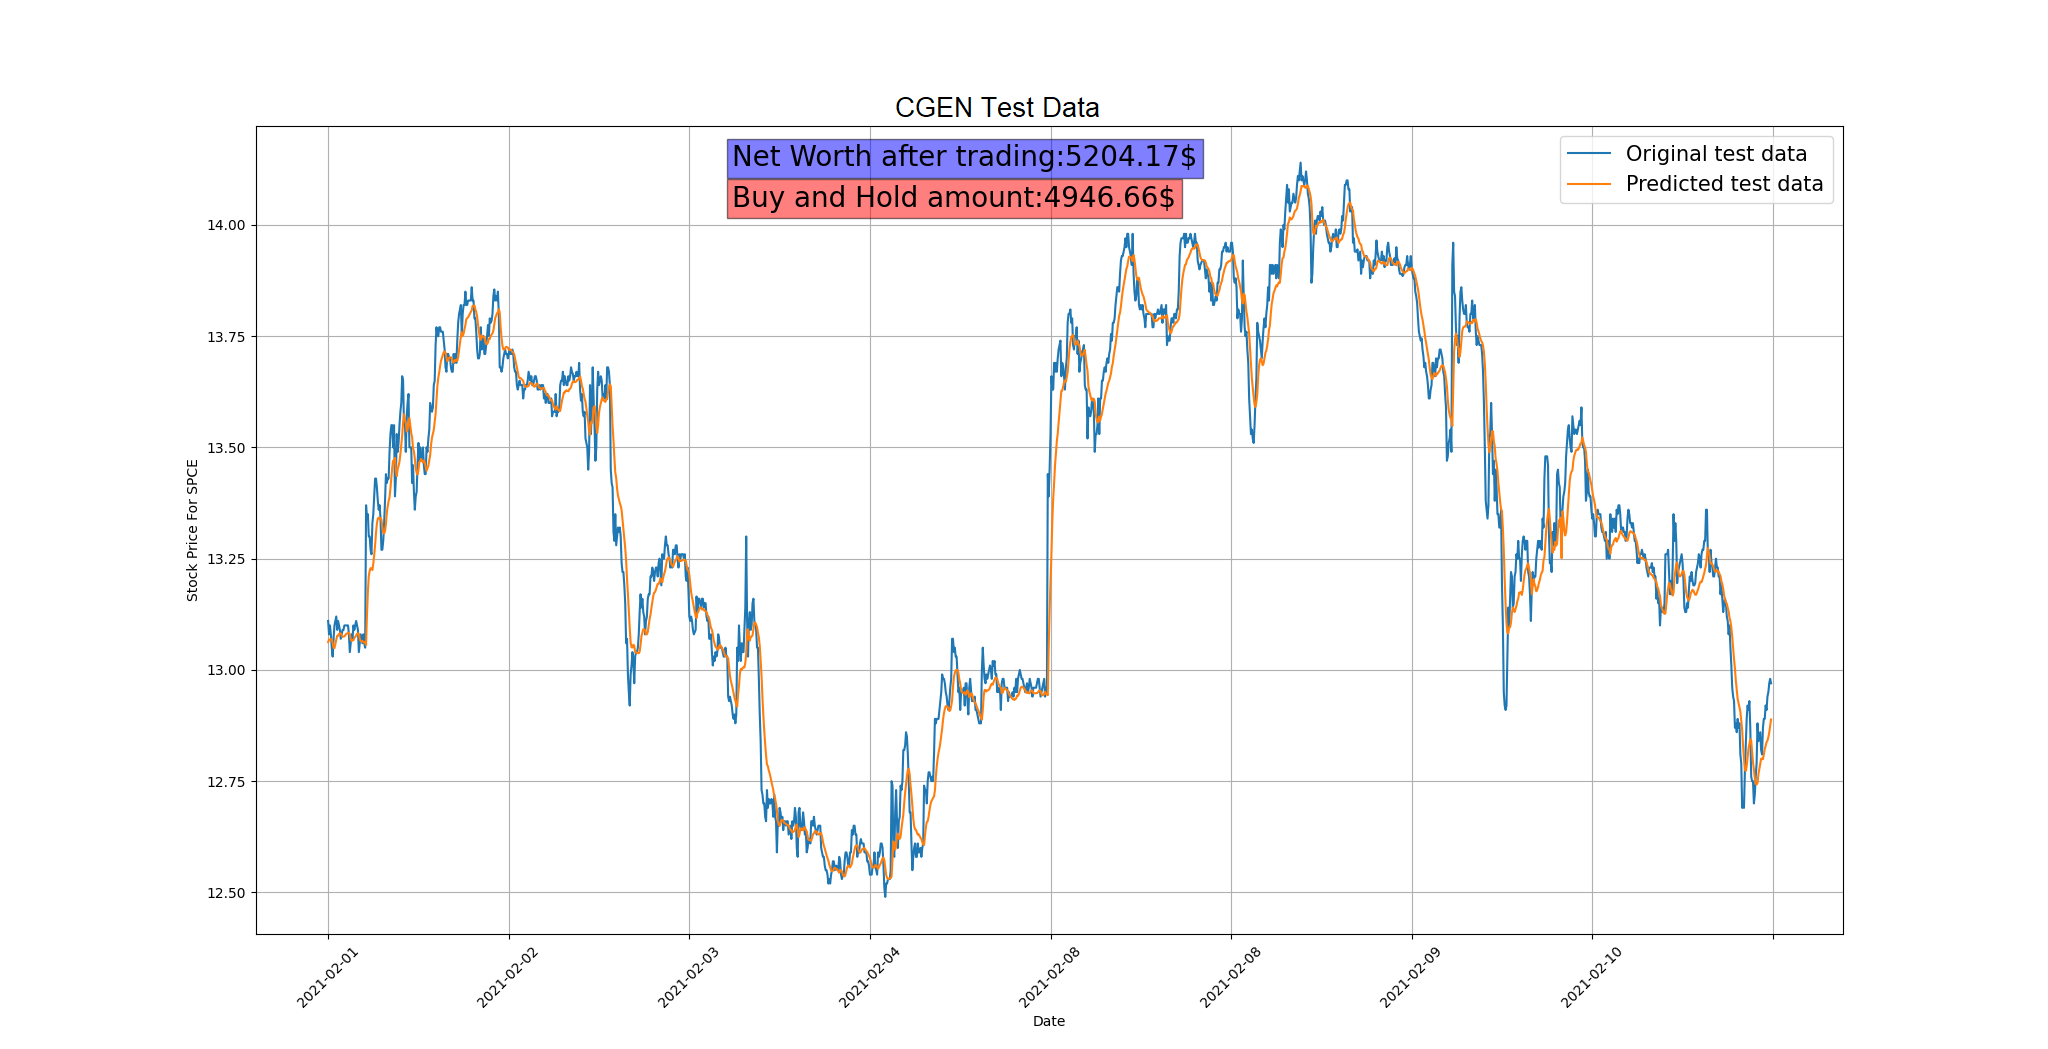 CGEN Test Data
Net Worth after trading:5204.17$
Buy and Hold amount:4946.66$
Original test data
Predicted test data
14.00
13.75
13.50
13.25
13.00
12.75
12.50
Stock Price For SPCE
2021-02-01
2021-02-02
2021-02-03
2021-02-04
2021-02-08
2021-02-08
2021-02-09
2021-02-10
Date